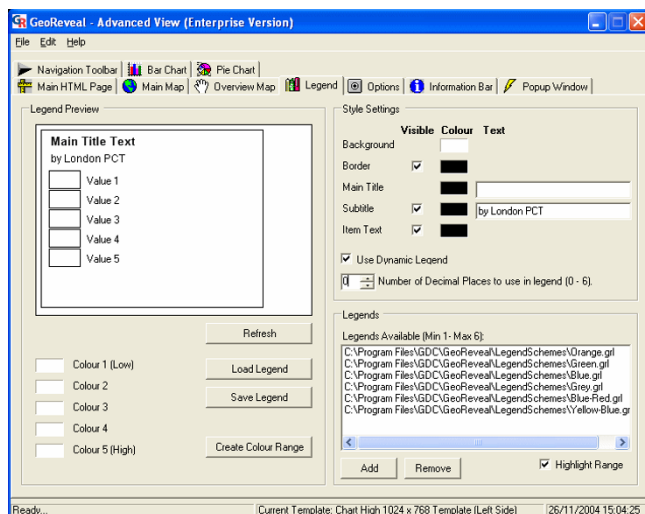 GeoReveal - Advanced View (Enterprise Version)
File Edit Help
Navigation Toolbar Bar Chart Pie Chart
Main HTML Page Main Map Overview Map Legend Options Information Bar Popup Window
Legend Preview
Main Title Text
by London PCT
Value 1
Value 2
Value 3
Value 4
Value 5
Refresh
Colour 1 (Low)
Load Legend
Colour 2
Save Legend
Colour 3
Colour 4
Colour 5 (High)
Create Colour Range
Style Settings
Visible Colour Text
Background
Border
Main Title
Subtitle by London PCT
Item Text
Use Dynamic Legend
0 Number of Decimal Places to use in legend (0 - 6).
Legends
Legends Available (Min 1- Max 6):
C:\Program Files\GDC\GeoReveal\LegendSchemes\Orange.grl
C:\Program Files\GDC\GeoReveal\LegendSchemes\Green.grl
C:\Program Files\GDC\GeoReveal\LegendSchemes\Blue.grl
C:\Program Files\GDC\GeoReveal\LegendSchemes\Grey.grl
C:\Program Files\GDC\GeoReveal\LegendSchemes\Blue-Red.grl
C:\Program Files\GDC\GeoReveal\LegendSchemes\Yellow-Blue.gr
Add Remove Highlight Range
Ready... Current Template: Chart High 1024 x 768 Template (Left Side) 26/11/2004 15:04:25